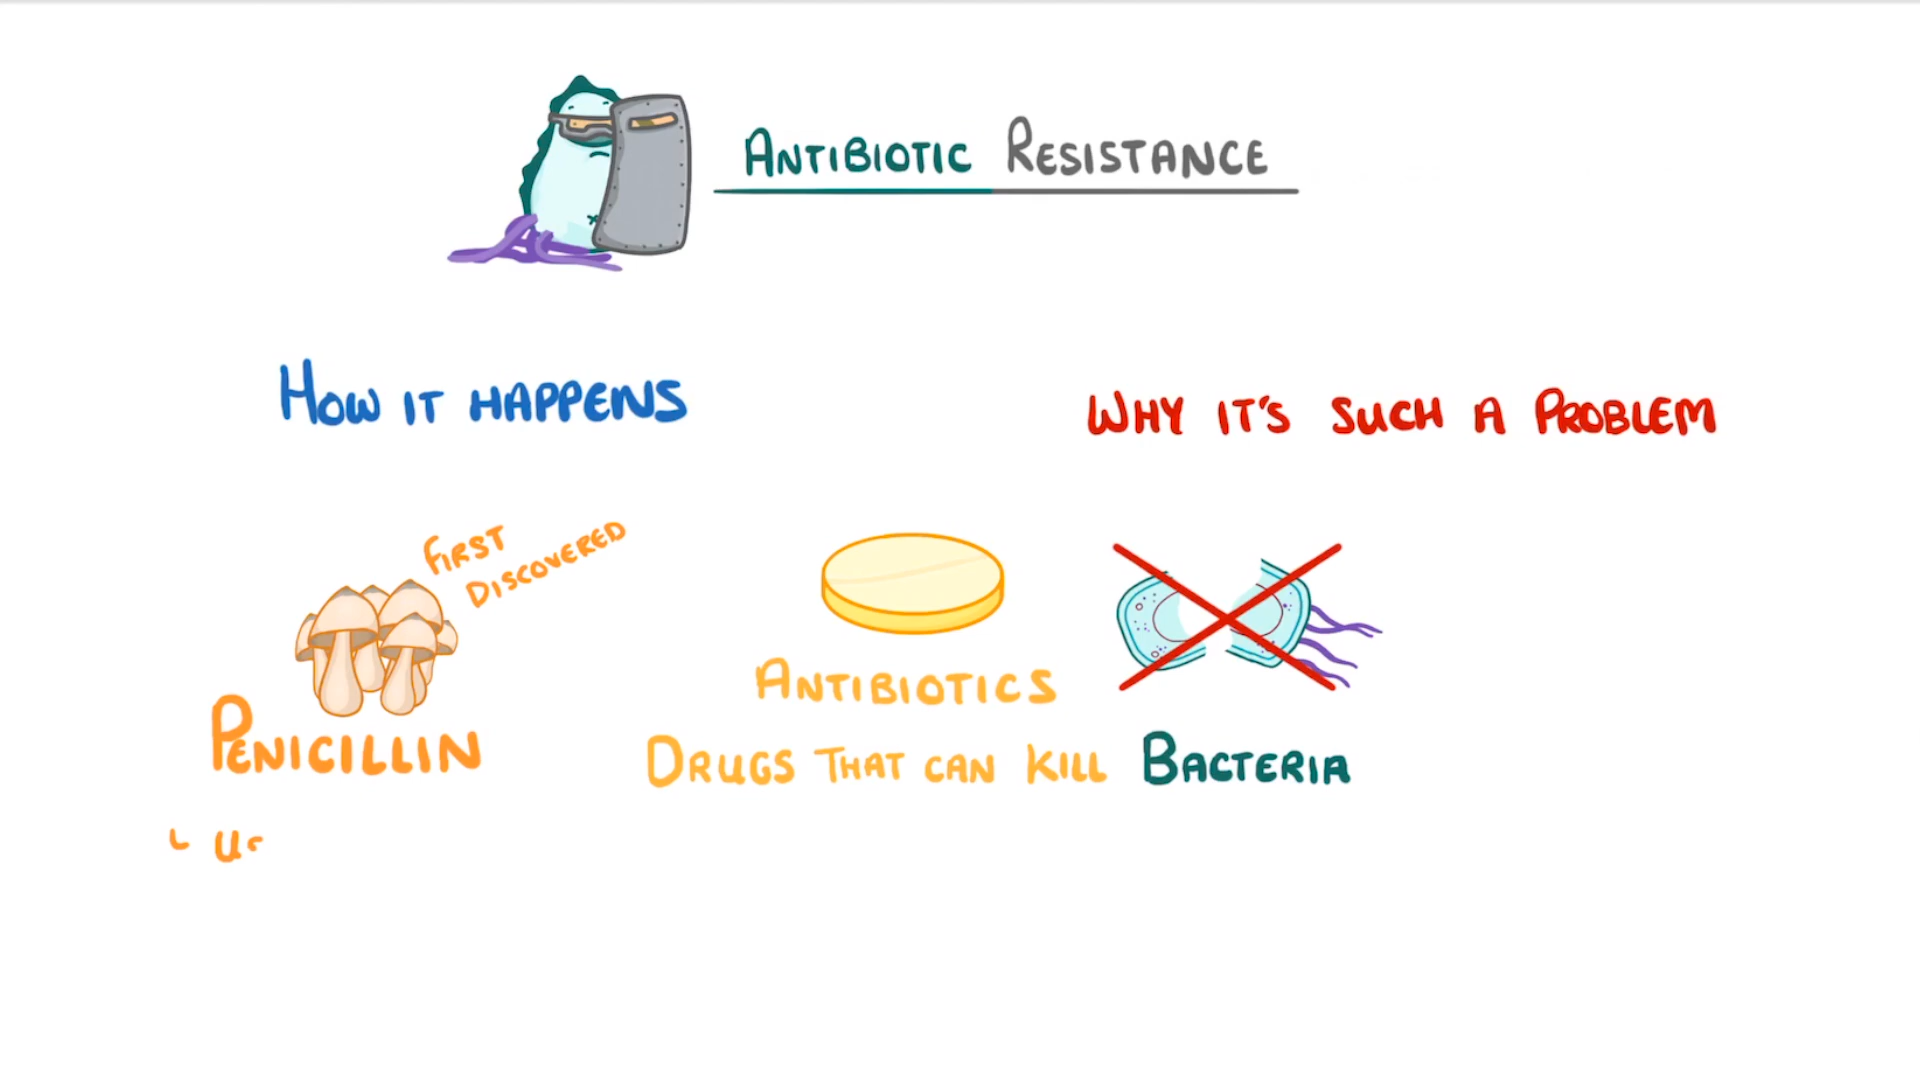 ANTIBIOTIC RESISTANCE
HOW IT HAPPENS
WHY IT'S SUCH A PROBLEM
FIRST
DISCOVERED
PENICILLIN
ANTIBIOTICS
DRUGS THAT CAN KILL BACTERIA